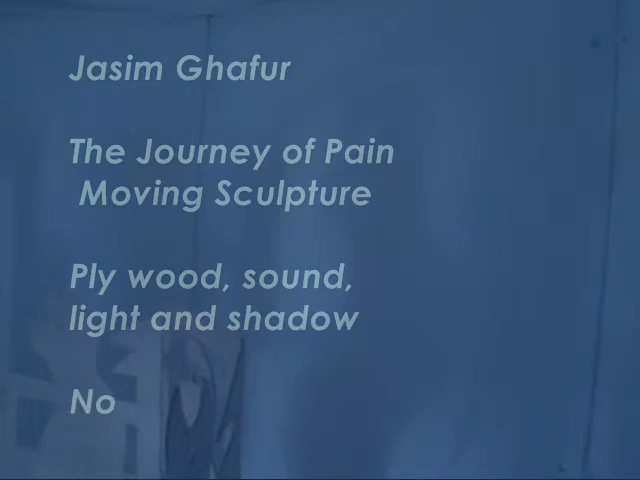 Jasim Ghafur
The Journey of Pain
Moving Sculpture
Ply wood, sound,
light and shadow
No